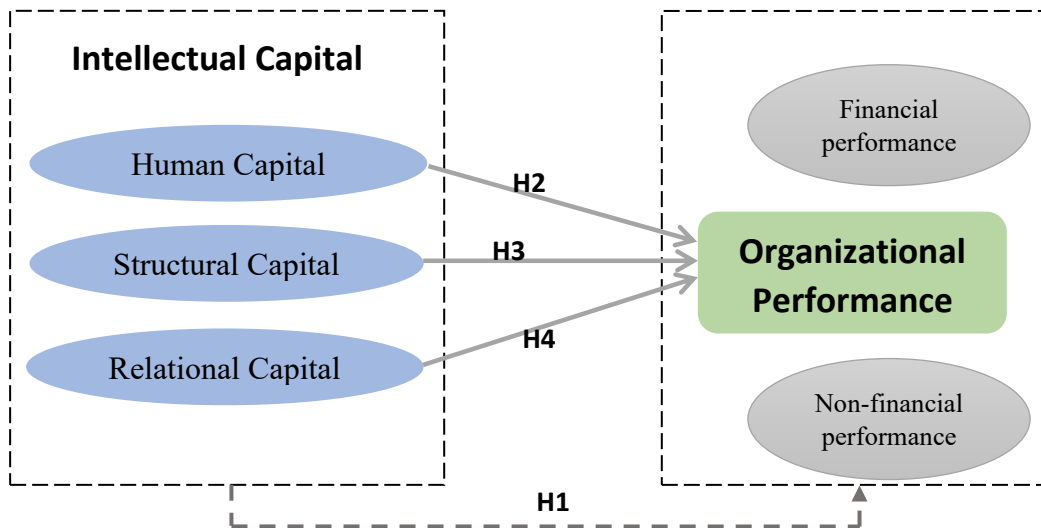 Intellectual Capital
Human Capital
Structural Capital
Relational Capital
H2
H3
H4
Financial
performance
Organizational
Performance
Non-financial
performance
H1